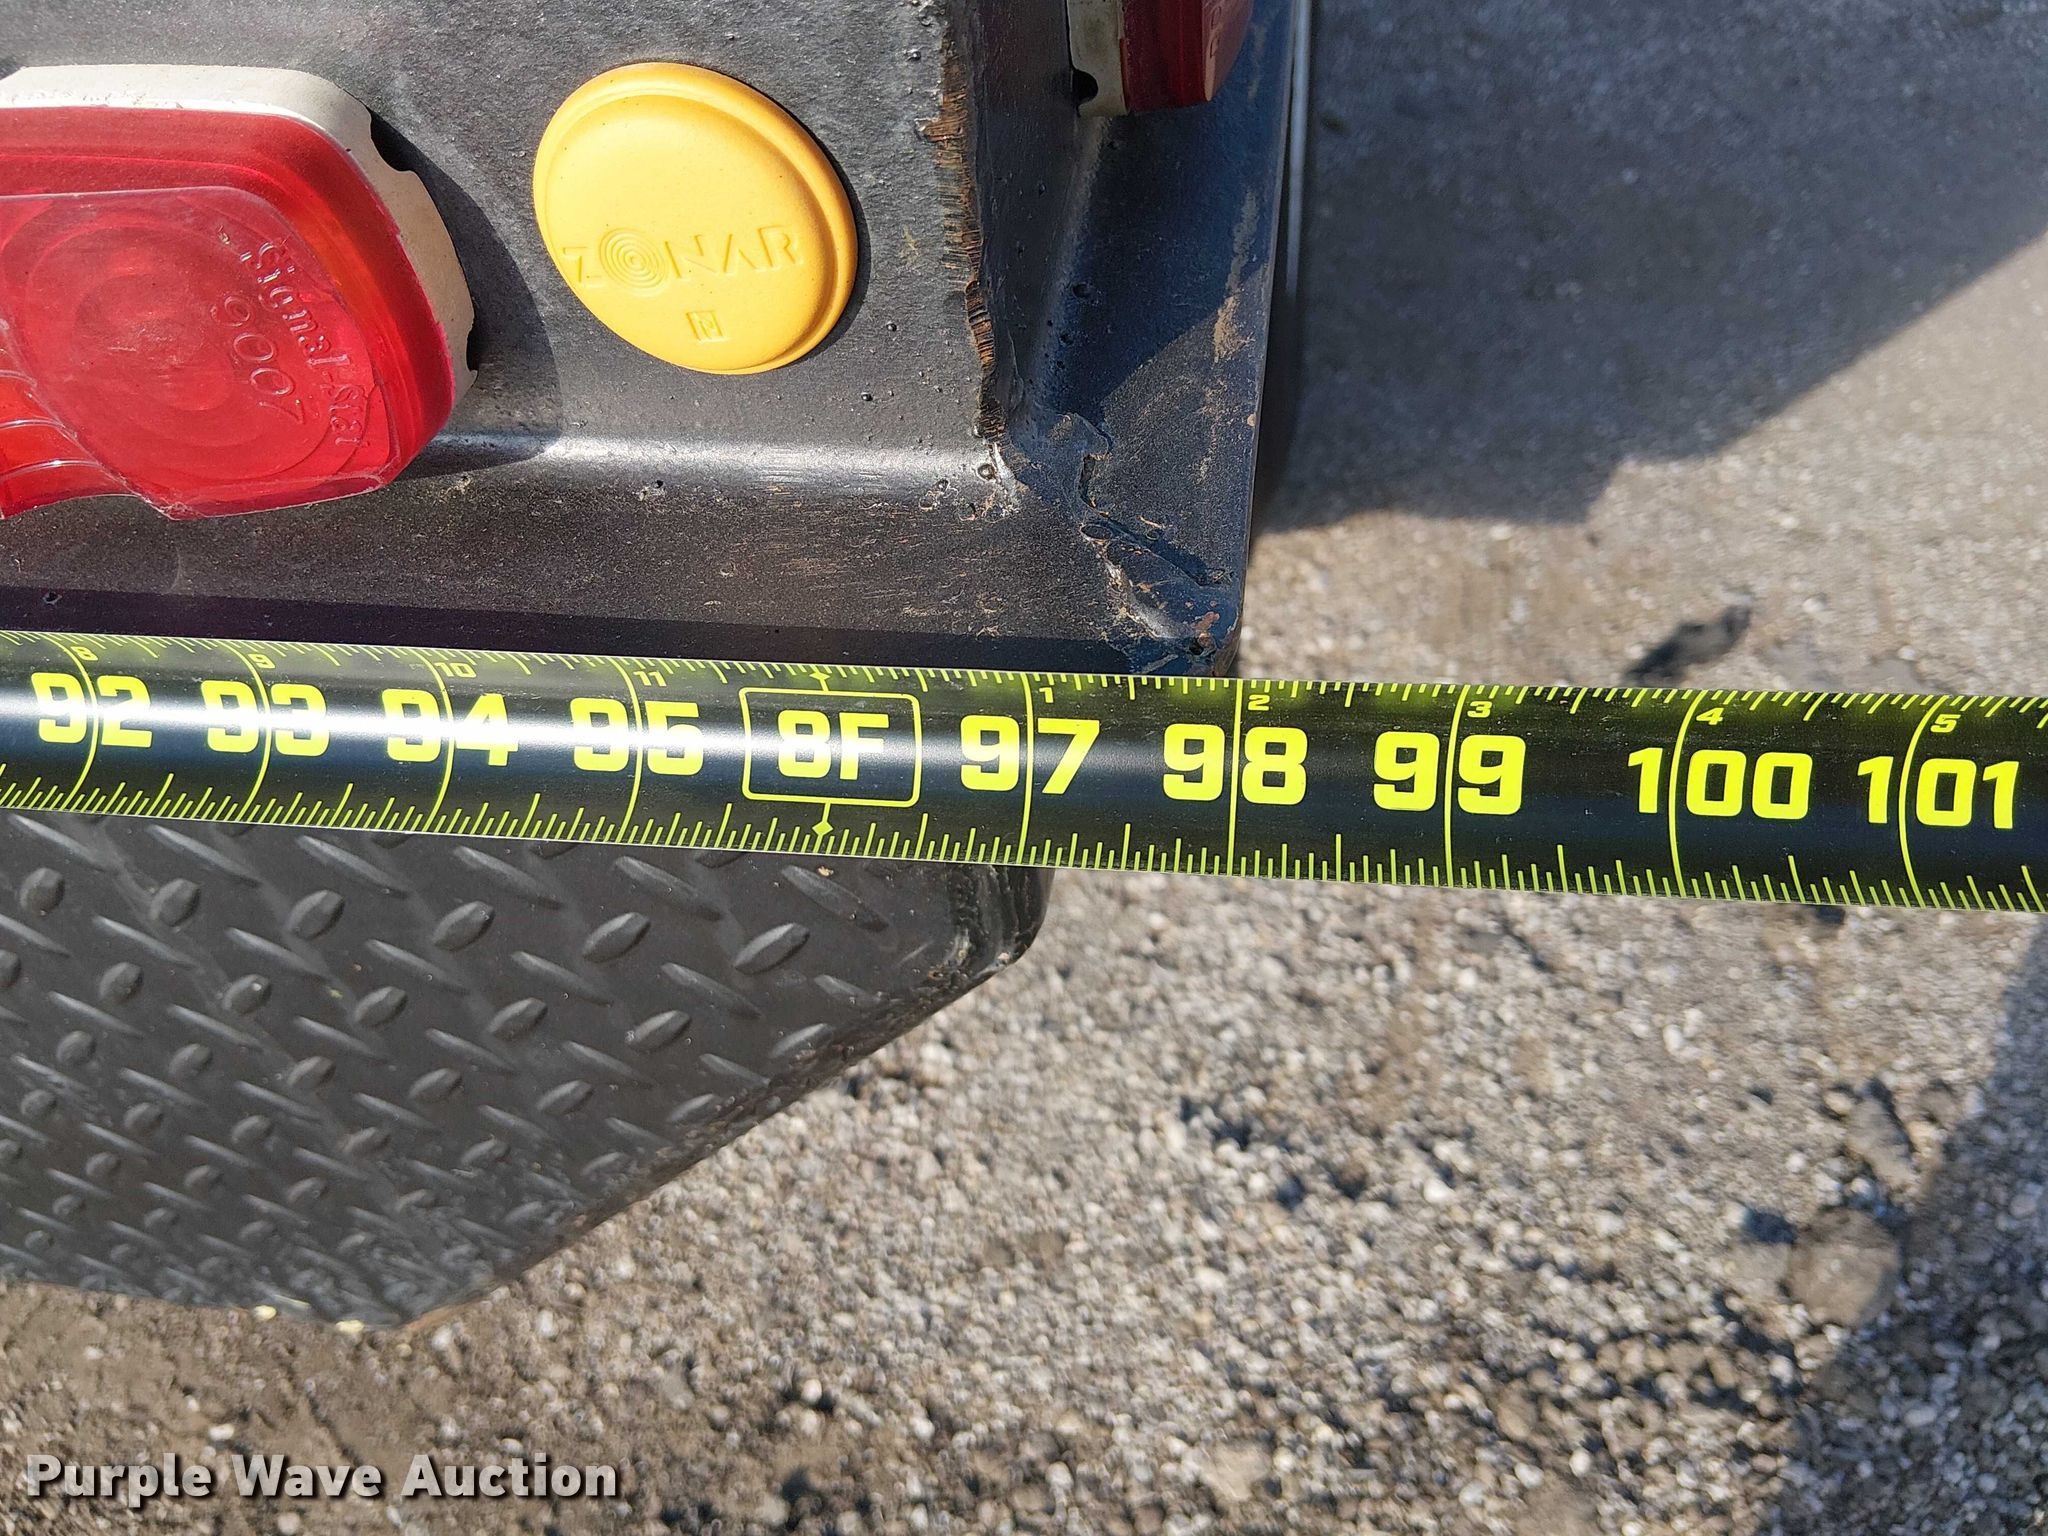 ZONAR
Signal-Stat
9007
8 9 10 11 1 2 3 4 5
92 93 94 95 8F 97 98 99 100 101
Purple Wave Auction